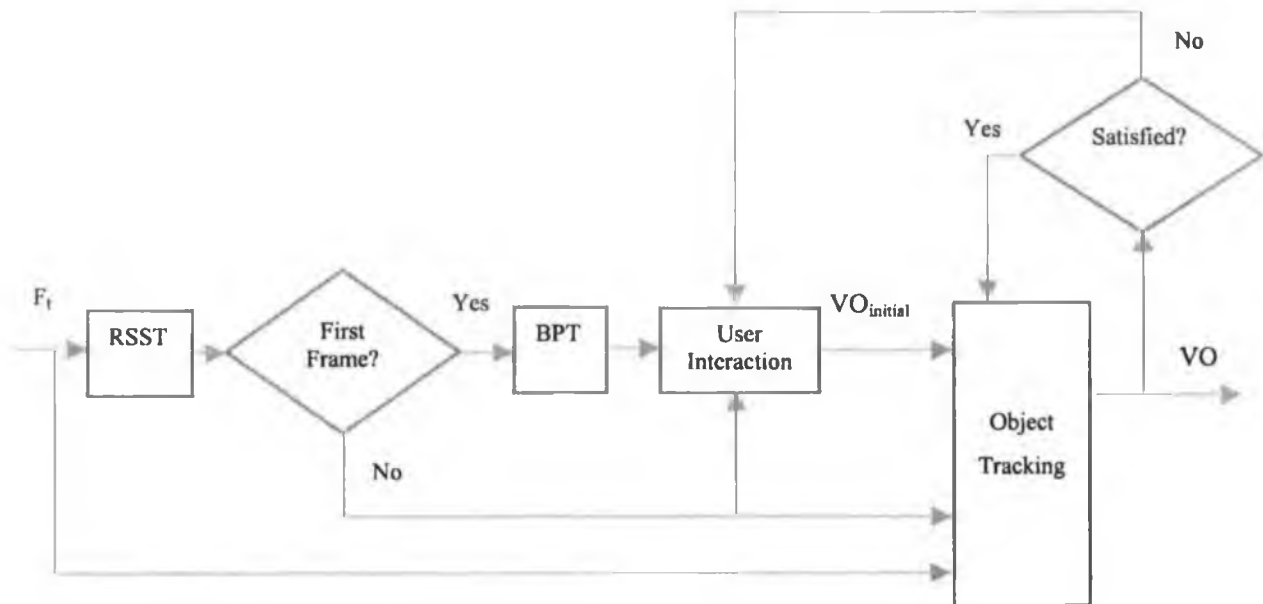 No
Satisfied?
Yes
Ft
RSST
First
Frame?
Yes
BPT
User
Interaction
VOinitial
VO
Object
Tracking
No